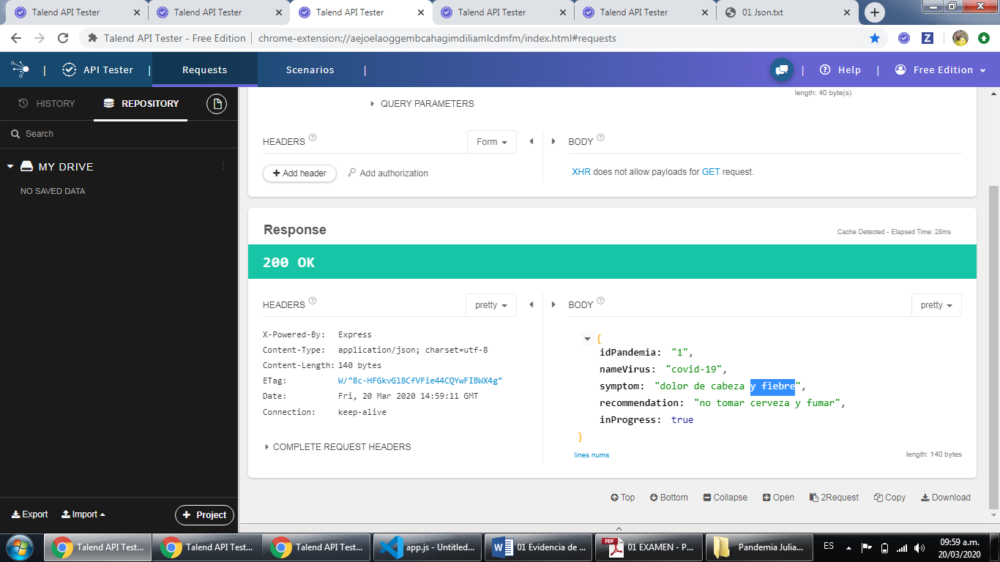 Talend API Tester
Talend API Tester
Talend API Tester
Talend API Tester
Talend API Tester
01 Json.txt
Talend API Tester - Free Edition | chrome-extension://aejoelaoggembcahagimdiliamlcdmfm/index.html#requests
API Tester
Requests
Scenarios
Help
Free Edition
HISTORY
REPOSITORY
Search
MY DRIVE
NO SAVED DATA
length: 40 byte(s)
QUERY PARAMETERS
HEADERS
Form
BODY
Add header
Add authorization
XHR does not allow payloads for GET request.
Response
Cache Detected - Elapsed Time: 28ms
200 OK
HEADERS
pretty
BODY
pretty
X-Powered-By: Express
Content-Type: application/json; charset=utf-8
Content-Length: 140 bytes
ETag: W/"8c-HFGkvGl8CfVFie44CQYwFIBWX4g"
Date: Fri, 20 Mar 2020 14:59:11 GMT
Connection: keep-alive
COMPLETE REQUEST HEADERS
{
idPandemia: "1",
nameVirus: "covid-19",
symptom: "dolor de cabeza y fiebre",
recommendation: "no tomar cerveza y fumar",
inProgress: true
}
lines nums
length: 140 bytes
Top
Bottom
Collapse
Open
2Request
Copy
Download
Export
Import
+ Project
Talend API Test...
Talend API Test...
Talend API Test...
app.js - Untitled...
01 Evidencia de ...
01 EXAMEN - P...
Pandemia Julia...
ES
09:59 a.m.
20/03/2020